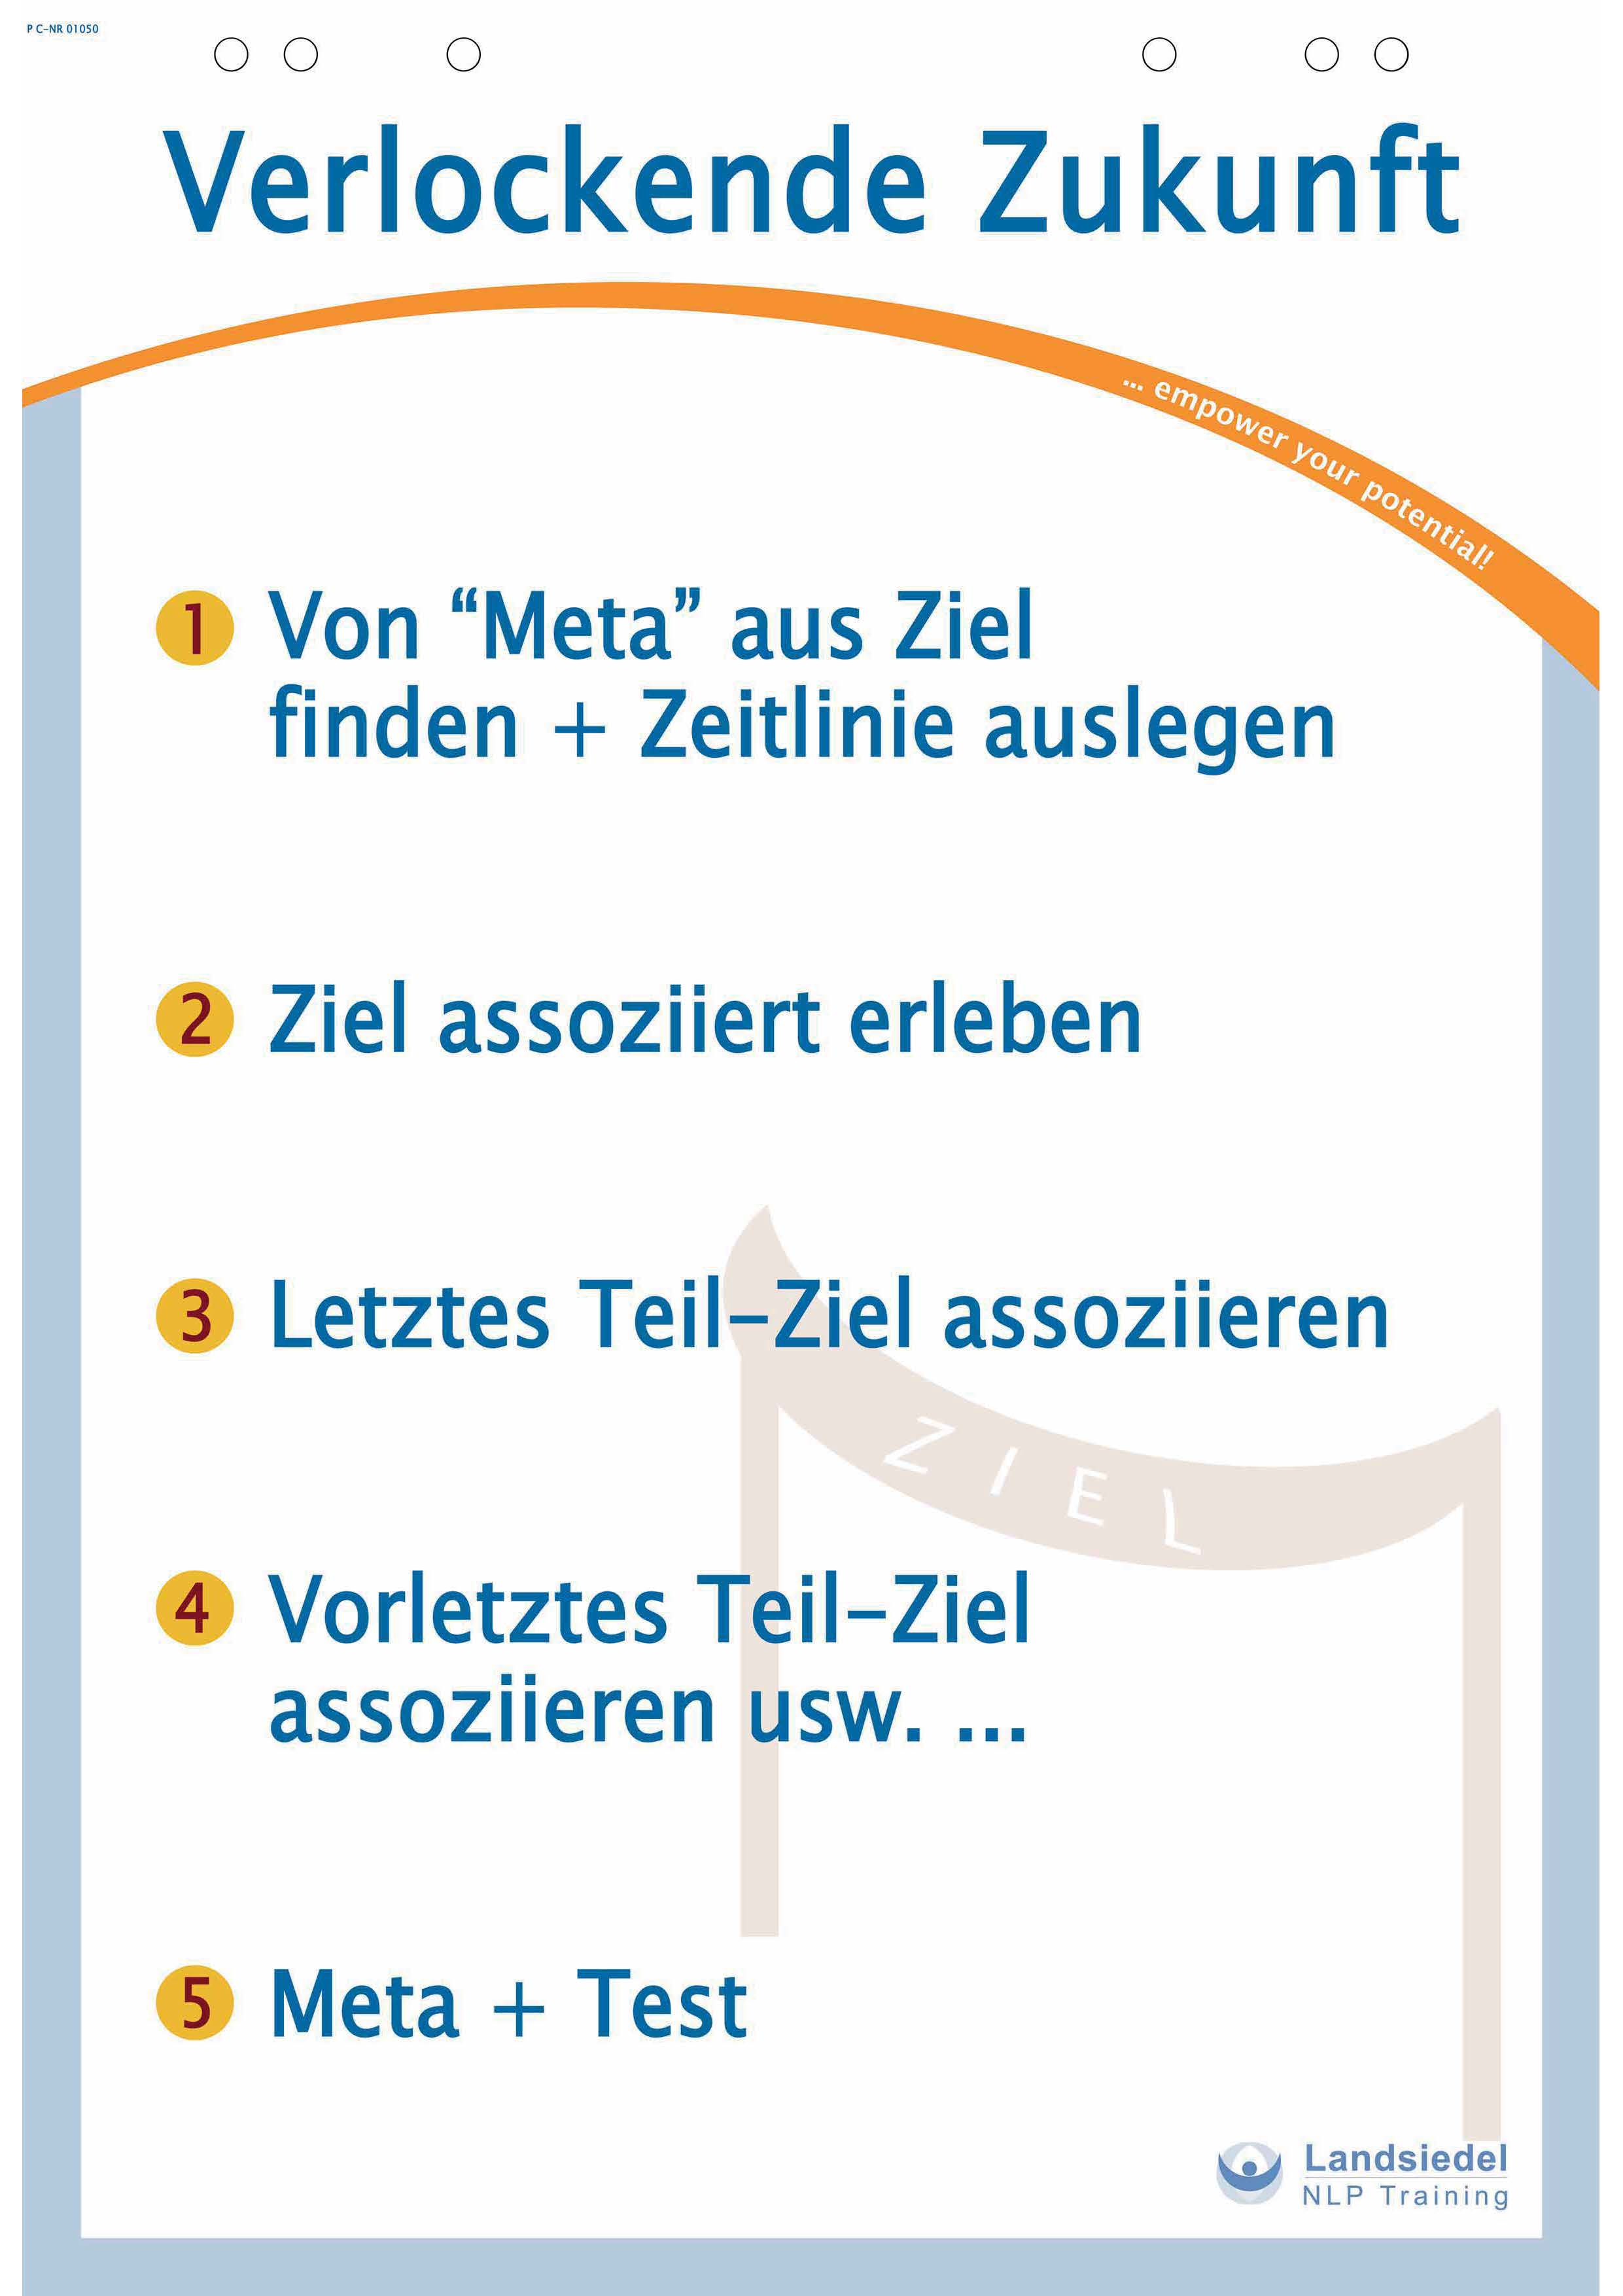 P C-NR 01050
Verlockende Zukunft
... empower your potential!
1 Von “Meta” aus Ziel
finden + Zeitlinie auslegen
2 Ziel assoziiert erleben
3 Letztes Teil-Ziel assoziieren
ZIEL
4 Vorletztes Teil-Ziel
assoziieren usw. ...
5 Meta + Test
Landsiedel
NLP Training